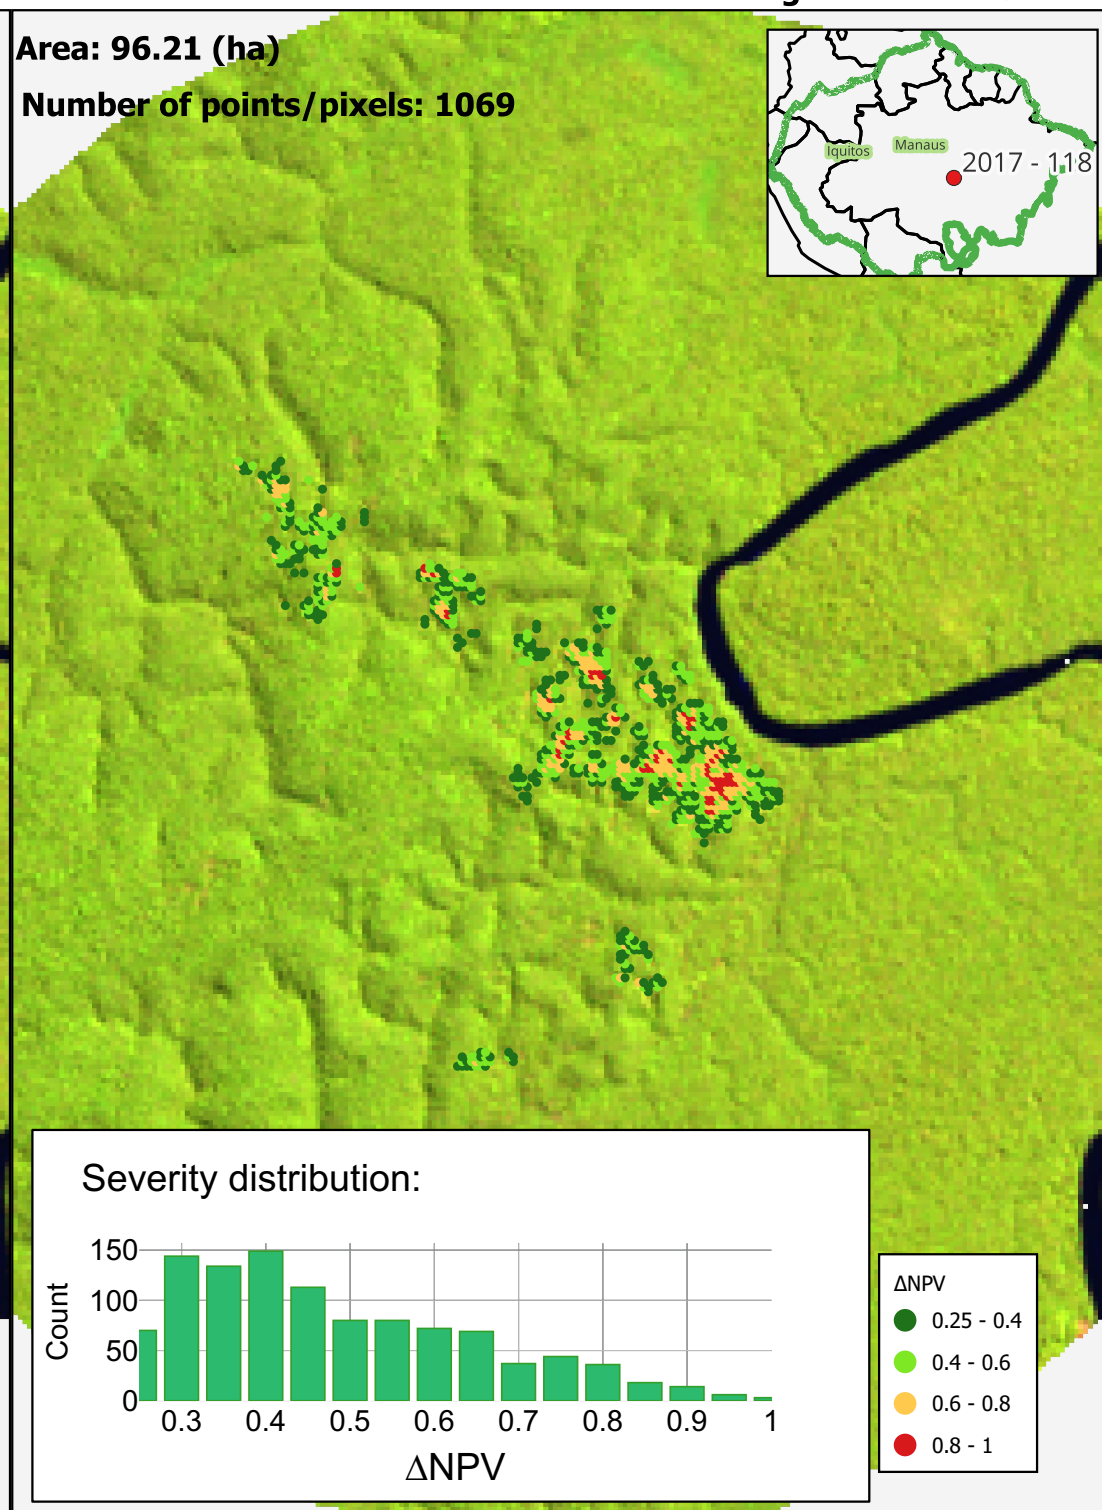 Area: 96.21 (ha)
Number of points/pixels: 1069
Iquitos
Manaus
2017 - 118
Severity distribution:
Count
150
100
50
0
0.3 0.4 0.5 0.6 0.7 0.8 0.9 1
ΔNPV
ΔNPV
0.25 - 0.4
0.4 - 0.6
0.6 - 0.8
0.8 - 1